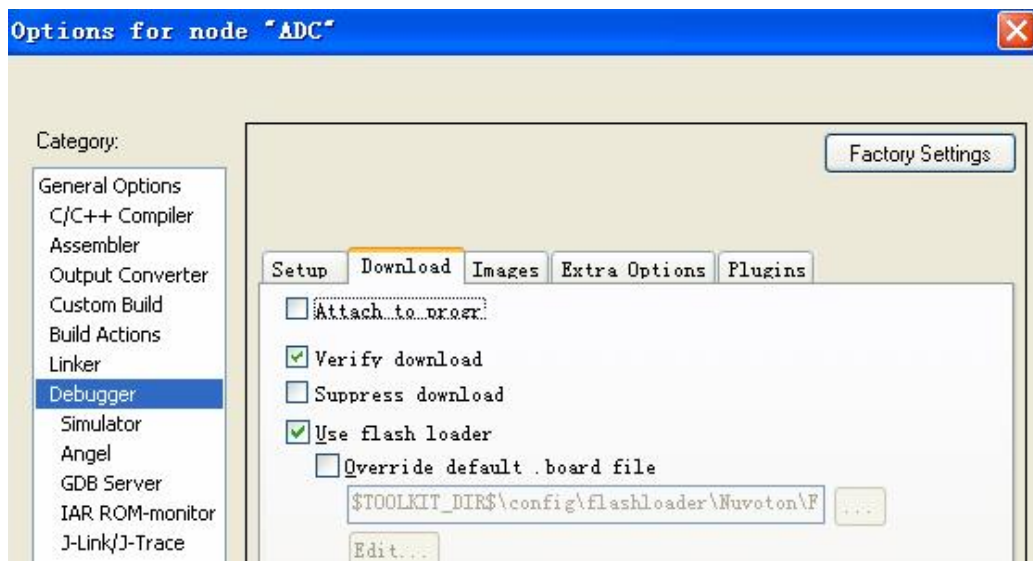 Options for node "ADC"
Category:
Factory Settings
General Options
C/C++ Compiler
Assembler
Output Converter
Custom Build
Build Actions
Linker
Debugger
Simulator
Angel
GDB Server
IAR ROM-monitor
J-Link/J-Trace
Setup Download Images Extra Options Plugins
Attach to progr
Verify download
Suppress download
Use flash loader
Override default .board file
$TOOLKIT_DIR$\config\flashloader\Nuvoton\F ...
Edit...